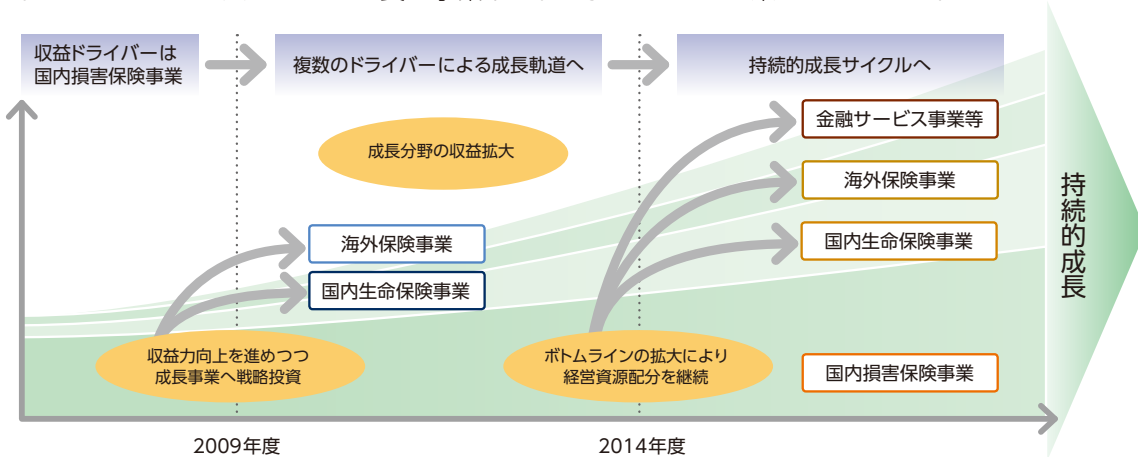 収益ドライバーは
国内損害保険事業
複数のドライバーによる成長軌道へ
持続的成長サイクルへ
金融サービス事業等
成長分野の収益拡大
海外保険事業
国内生命保険事業
海外保険事業
国内生命保険事業
持続的成長
収益力向上を進めつつ
成長事業へ戦略投資
ボトムラインの拡大により
経営資源配分を継続
国内損害保険事業
2009年度
2014年度